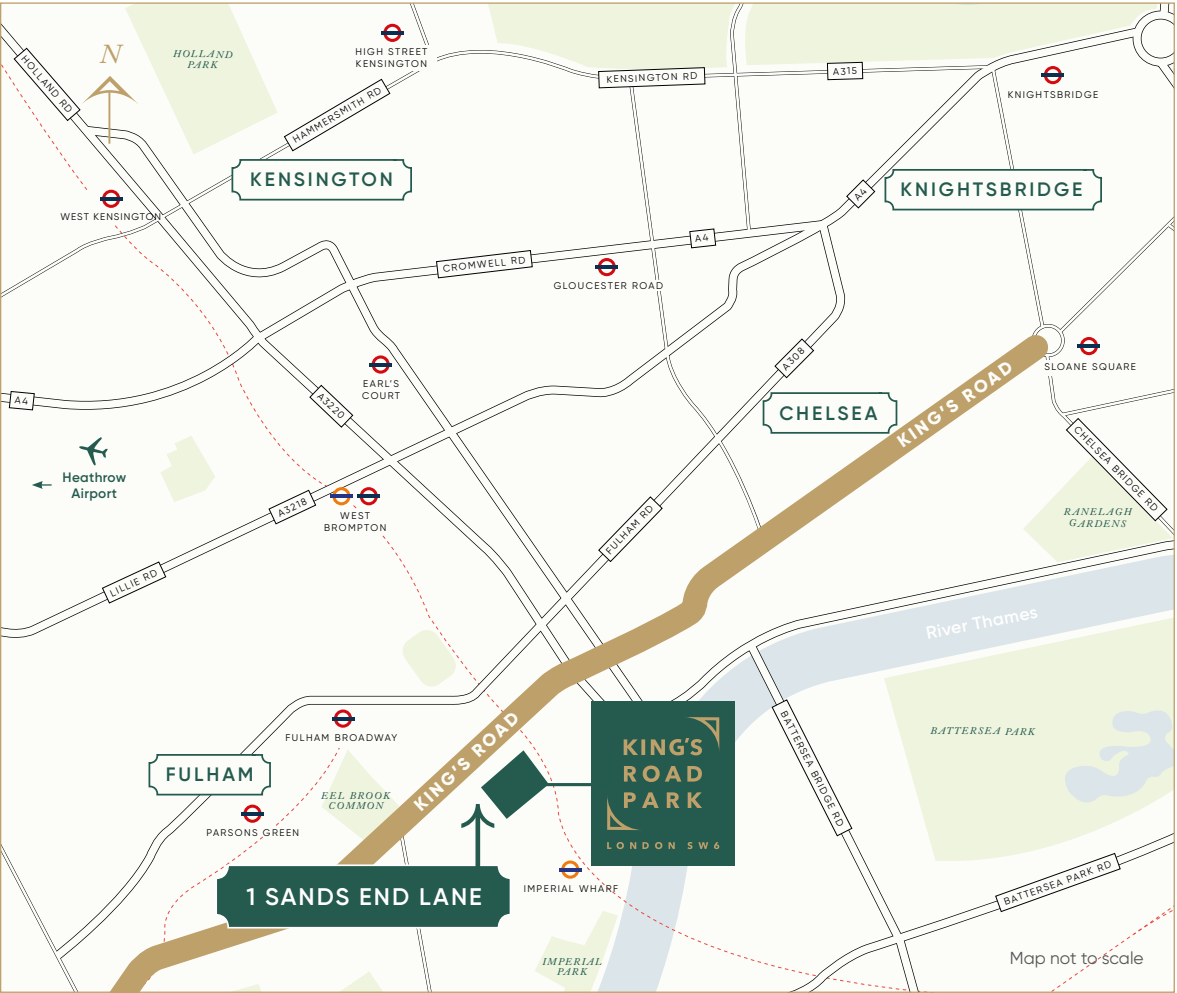 N
HOLLAND
PARK
HOLLAND RD
HIGH STREET
KENSINGTON
HAMMERSMITH RD
KENSINGTON RD
A315
KNIGHTSBRIDGE
KENSINGTON
KNIGHTSBRIDGE
A4
WEST KENSINGTON
A4
CROMWELL RD
GLOUCESTER ROAD
SLOANE SQUARE
A308
EARL'S
COURT
A4
A3220
CHELSEA
KING'S ROAD
CHELSEA BRIDGE RD
Heathrow
Airport
A3218
WEST
BROMPTON
FULHAM RD
RANELAGH
GARDENS
LILLIE RD
River Thames
BATTERSEA PARK
BATTERSEA BRIDGE RD
FULHAM BROADWAY
KING'S ROAD
KING'S
ROAD
PARK
LONDON SW6
FULHAM
EEL BROOK
COMMON
PARSONS GREEN
1 SANDS END LANE
IMPERIAL WHARF
BATTERSEA PARK RD
IMPERIAL
PARK
Map not to scale